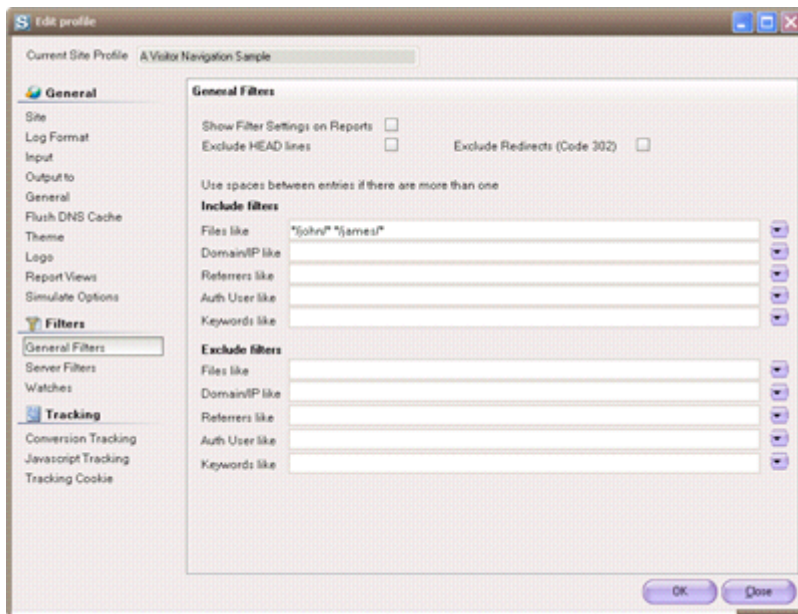 Edit profile
Current Site Profile A Visitor Navigation Sample
General
Site
Log Format
Input
Output to
General
Flush DNS Cache
Theme
Logo
Report Views
Simulate Options
Filters
General Filters
Server Filters
Watches
Tracking
Conversion Tracking
Javascript Tracking
Tracking Cookie
General Filters
Show Filter Settings on Reports
Exclude HEAD lines Exclude Redirects (Code 302)
Use spaces between entries if there are more than one
Include filters
Files like */john/* */james/*
Domain/IP like
Referrers like
Auth User like
Keywords like
Exclude filters
Files like
Domain/IP like
Referrers like
Auth User like
Keywords like
OK Close